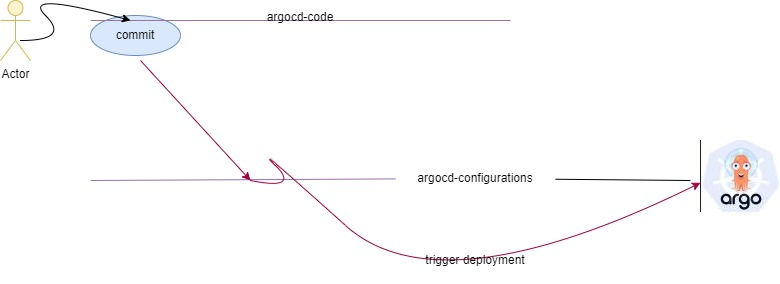 argocd-code
commit
Actor
argocd-configurations
argo
trigger deployment